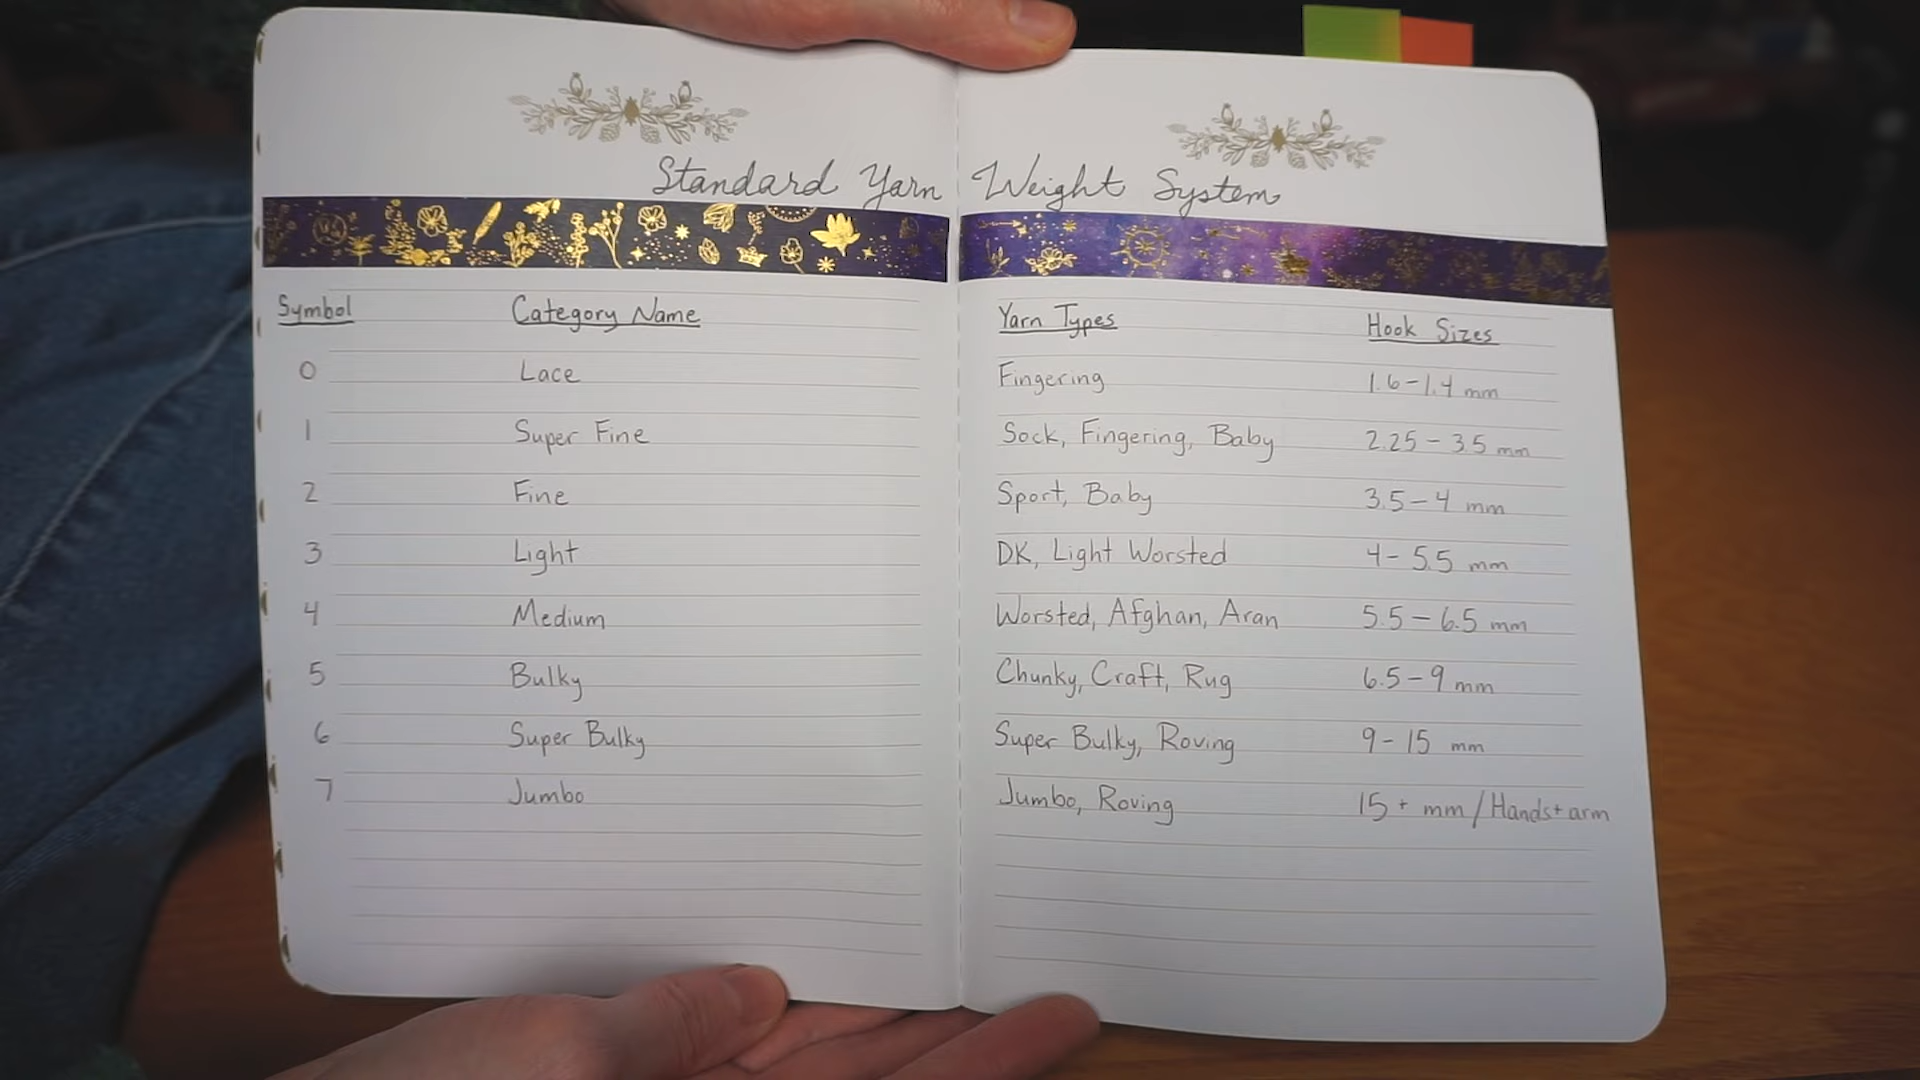 Standard Yarn Weight System
Symbol Category Name Yarn Types Hook Sizes
0 Lace Fingering 1.6-1.4 mm
1 Super Fine Sock, Fingering, Baby 2.25-3.5 mm
2 Fine Sport, Baby 3.5-4 mm
3 Light DK, Light Worsted 4-5.5 mm
4 Medium Worsted, Afghan, Aran 5.5-6.5 mm
5 Bulky Chunky, Craft, Rug 6.5-9 mm
6 Super Bulky Super Bulky, Roving 9-15 mm
7 Jumbo Jumbo, Roving 15+ mm/Hands+arm